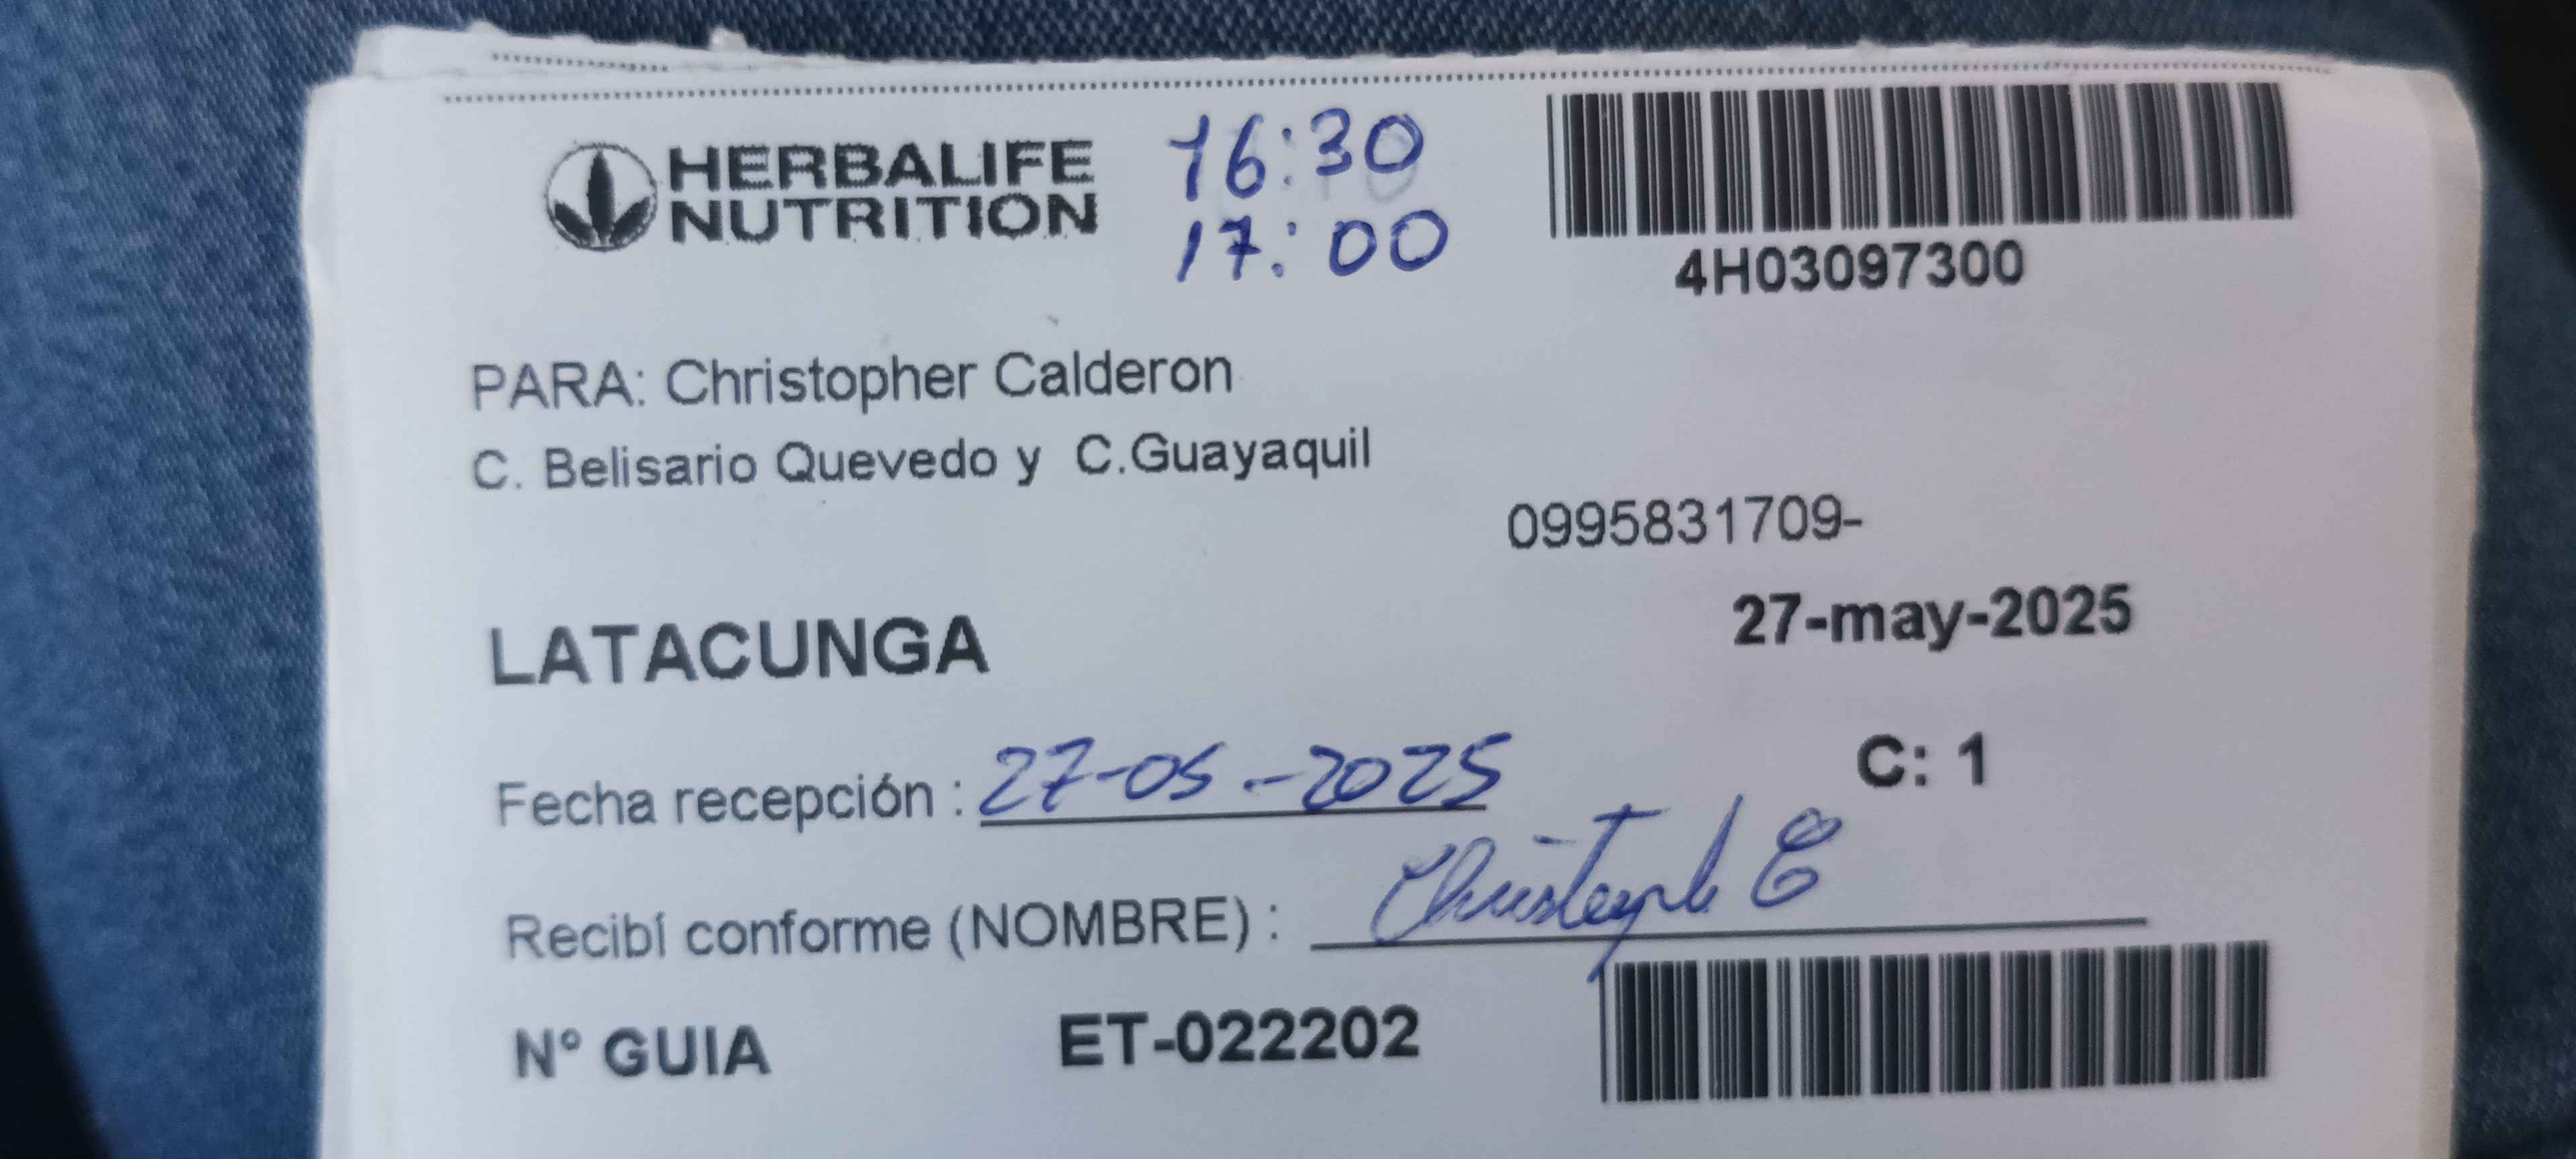 HERBALIFE
NUTRITION
16:30
17:00
4H03097300
PARA: Christopher Calderon
C. Belisario Quevedo y C.Guayaquil
0995831709-
LATACUNGA
27-may-2025
Fecha recepción : 27-05-2025
C: 1
Recibí conforme (NOMBRE) :
N° GUIA ET-022202